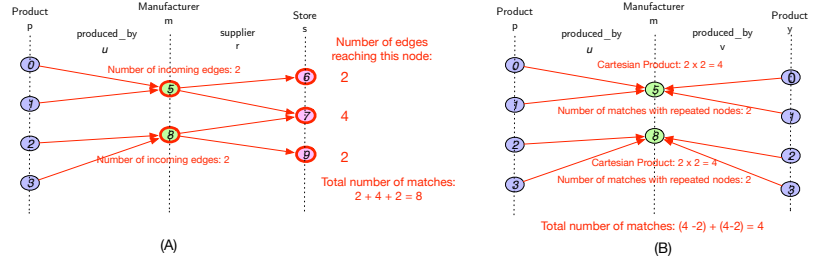 Product
p
Manufacturer
m
Store
s
produced_by
u
supplier
r
Number of edges
reaching this node:
0
1
2
3
Number of incoming edges: 2
5
8
Number of incoming edges: 2
6
7
9
2
4
2
Total number of matches:
2 + 4 + 2 = 8
(A)
Product
p
Manufacturer
m
Product
y
produced_by
u
produced_by
v
0
1
2
3
Cartesian Product: 2 x 2 = 4
5
Number of matches with repeated nodes: 2
8
Cartesian Product: 2 x 2 = 4
Number of matches with repeated nodes: 2
0
1
2
3
Total number of matches: (4 -2) + (4-2) = 4
(B)